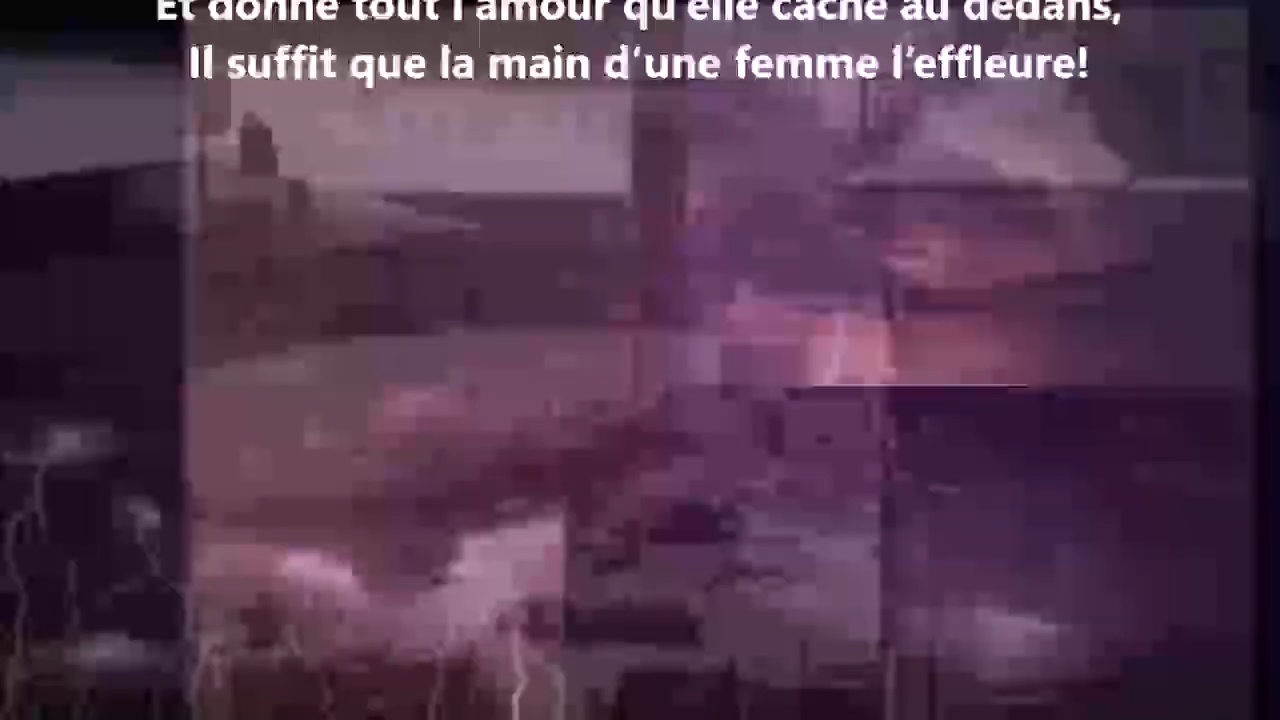 Et donne tout l'amour qu'elle cache au dedans,
Il suffit que la main d'une femme l'effleure!